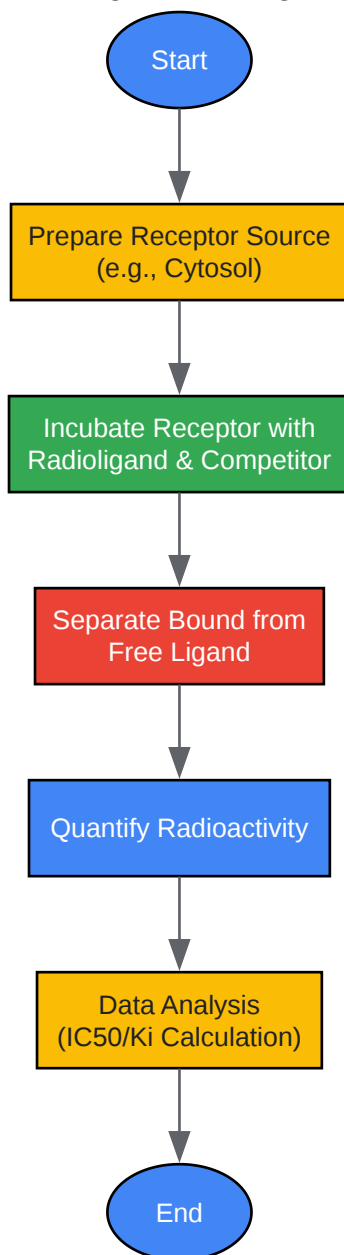 Start
Prepare Receptor Source
(e.g., Cytosol)
Incubate Receptor with
Radioligand & Competitor
Separate Bound from
Free Ligand
Quantify Radioactivity
Data Analysis
(IC50/Ki Calculation)
End